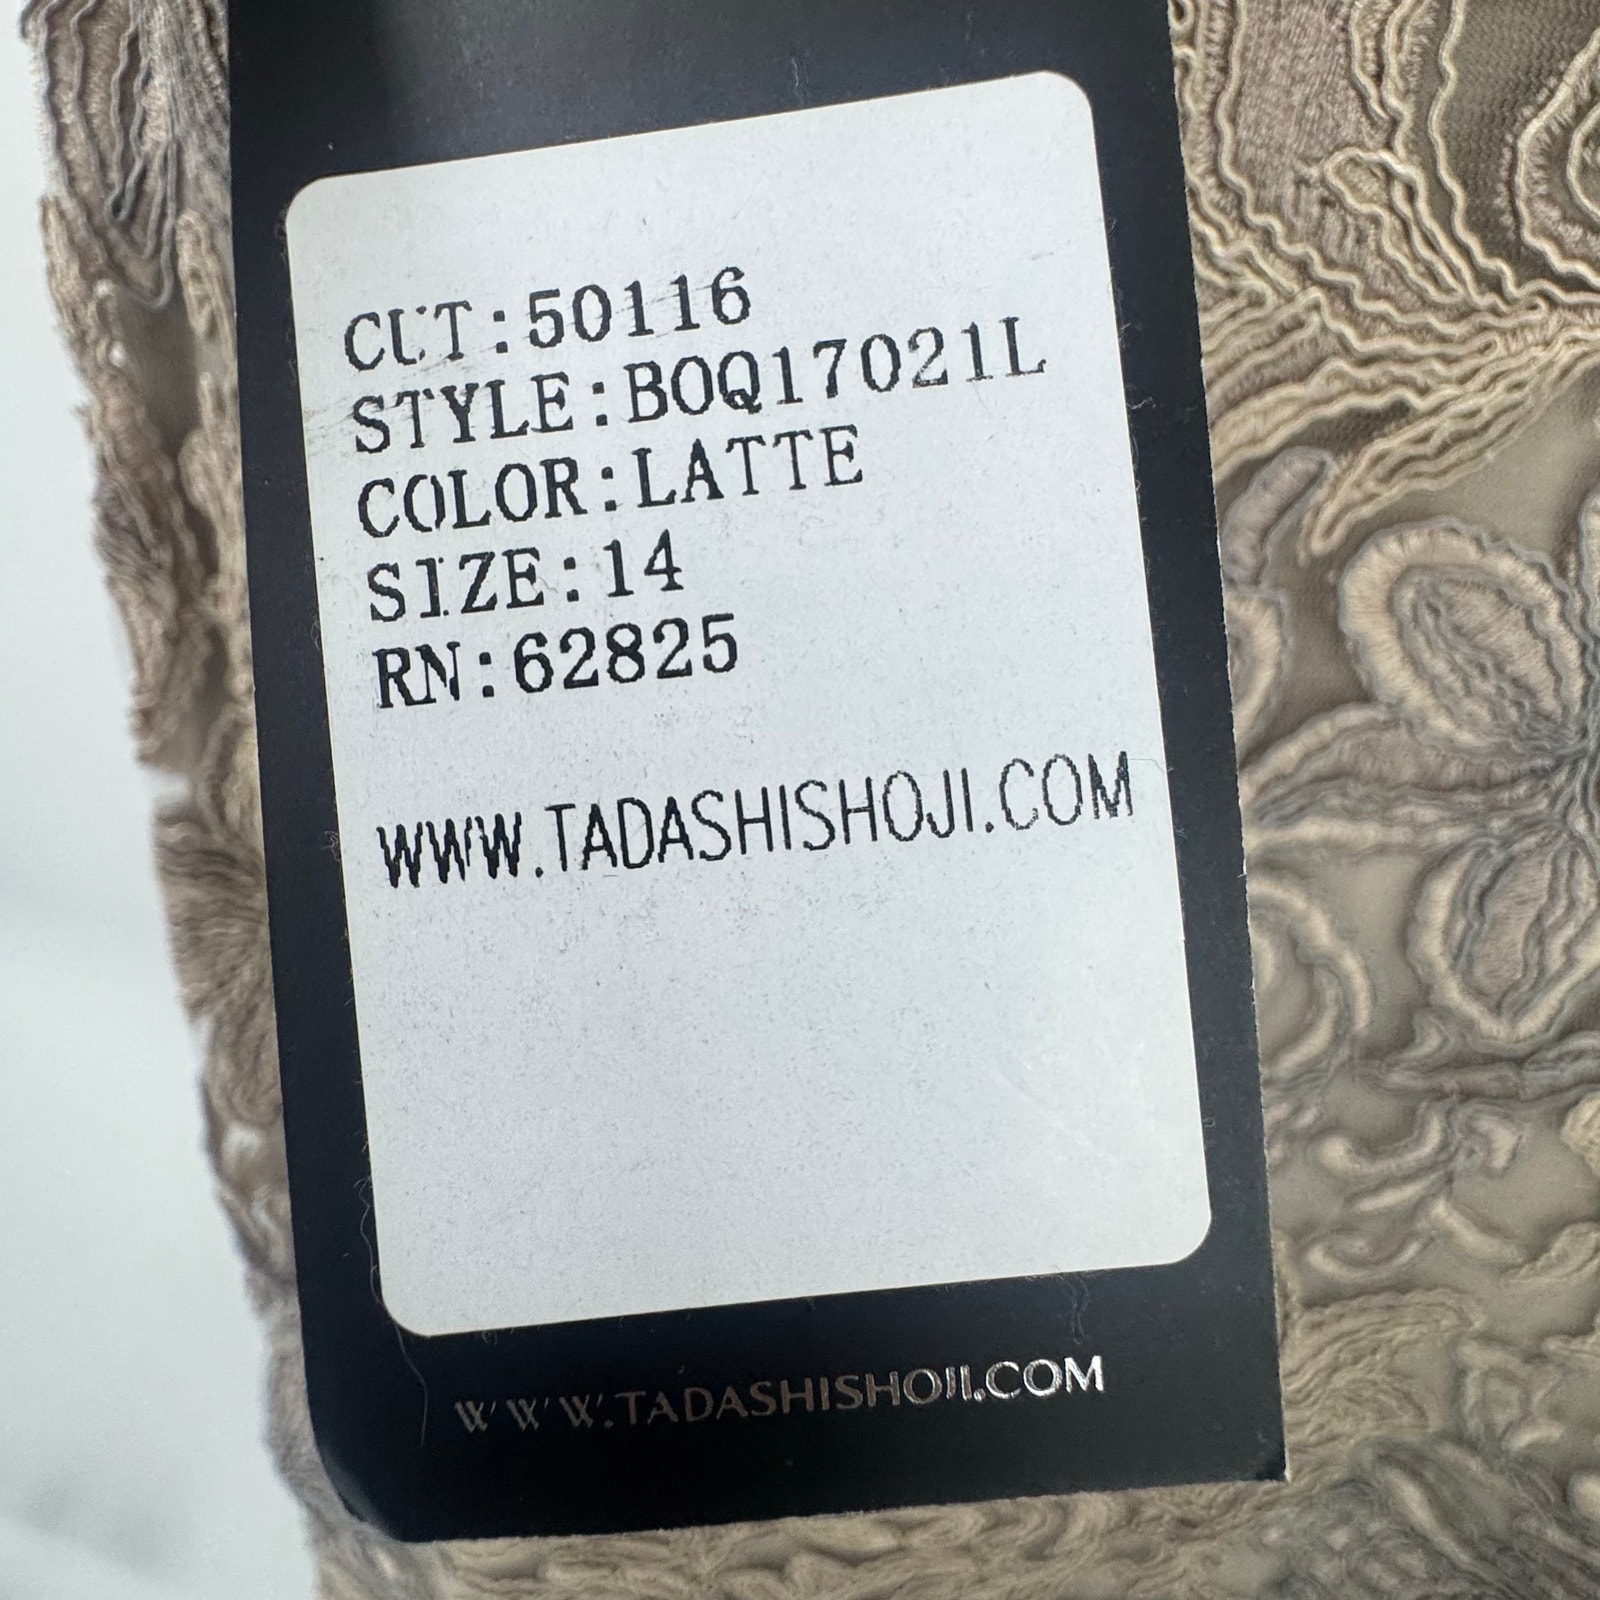 CUT:50116
STYLE:BOQ17021L
COLOR:LATTE
SIZE:14
RN:62825
WWW.TADASHISHOJI.COM
WWW.TADASHISHOJI.COM